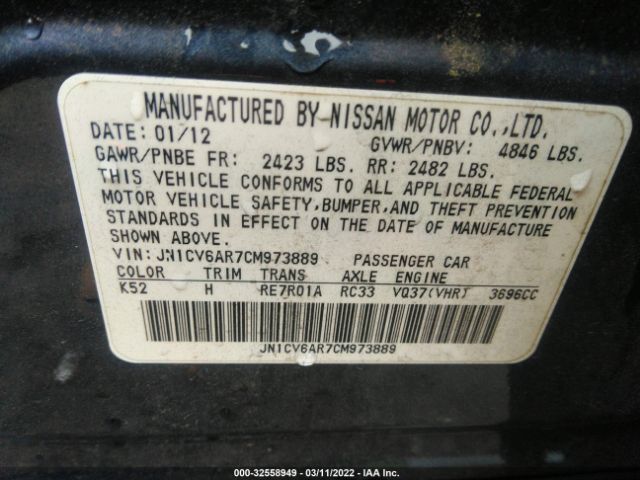 MANUFACTURED BY NISSAN MOTOR CO.,LTD.
DATE: 01/12 GVWR/PNBV: 4846 LBS.
GAWR/PNBE FR: 2423 LBS. RR: 2482 LBS.
THIS VEHICLE CONFORMS TO ALL APPLICABLE FEDERAL
MOTOR VEHICLE SAFETY,BUMPER,AND THEFT PREVENTION
STANDARDS IN EFFECT ON THE DATE OF MANUFACTURE
SHOWN ABOVE.
VIN: JN1CV6AR7CM973889 PASSENGER CAR
COLOR TRIM TRANS AXLE ENGINE
K52 H RE7R01A RC33 VQ37(VHR) 3696CC
JN1CV6AR7CM973889
000-32558949 - 03/11/2022 - IAA Inc.